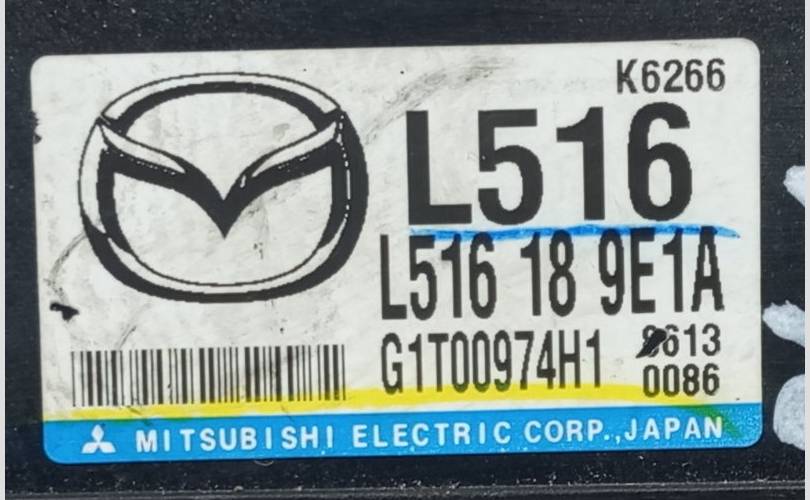 K6266
L516
L516 18 9E1A
G1T00974H1
0086
MITSUBISHI ELECTRIC CORP., JAPAN